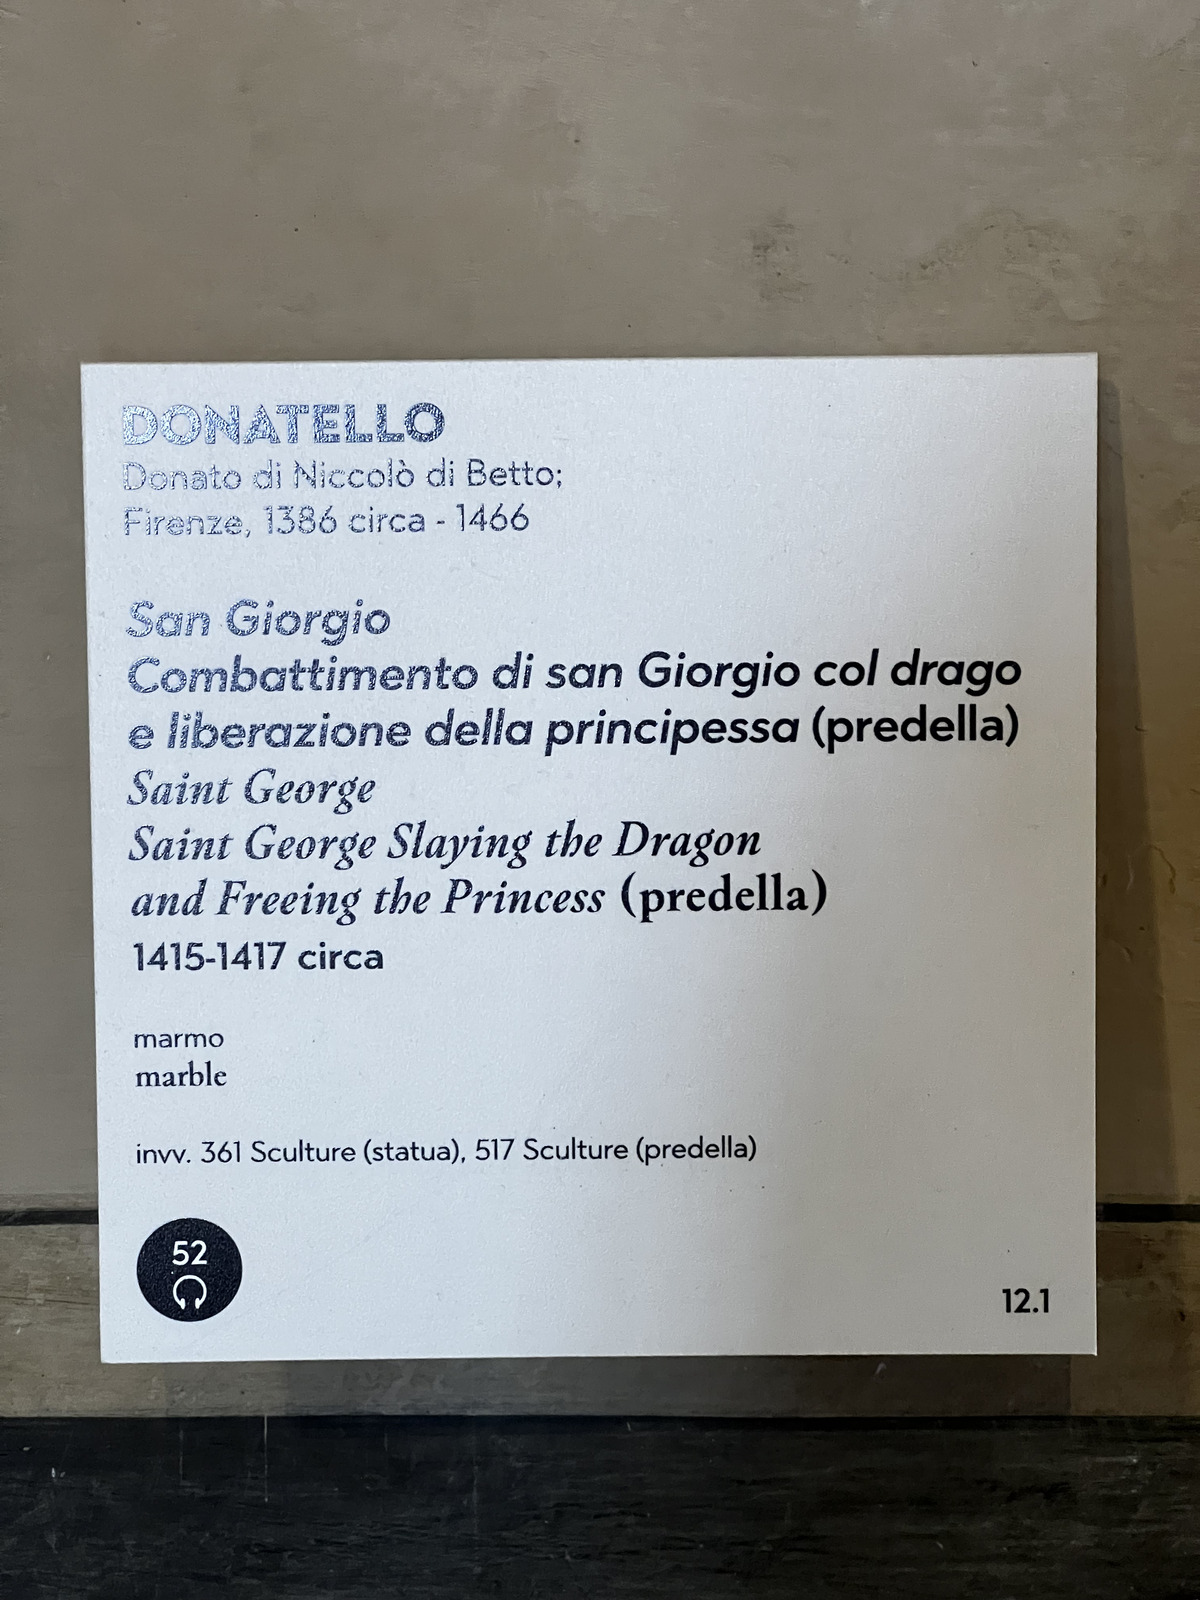 DONATELLO
Donato di Niccolò di Betto;
Firenze, 1386 circa - 1466
San Giorgio
Combattimento di san Giorgio col drago
e liberazione della principessa (predella)
Saint George
Saint George Slaying the Dragon
and Freeing the Princess (predella)
1415-1417 circa
marmo
marble
invv. 361 Sculture (statua), 517 Sculture (predella)
52
12.1